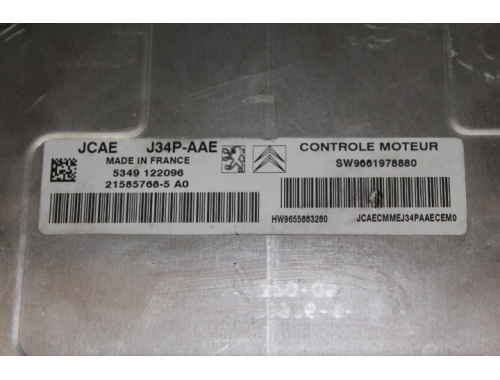 JCAE J34P-AAE
MADE IN FRANCE
5349 122096
21585768-5 A0
CONTROLE MOTEUR
SW9661978880
HW9655883280 JCAECMMEJ34PAAECEM0